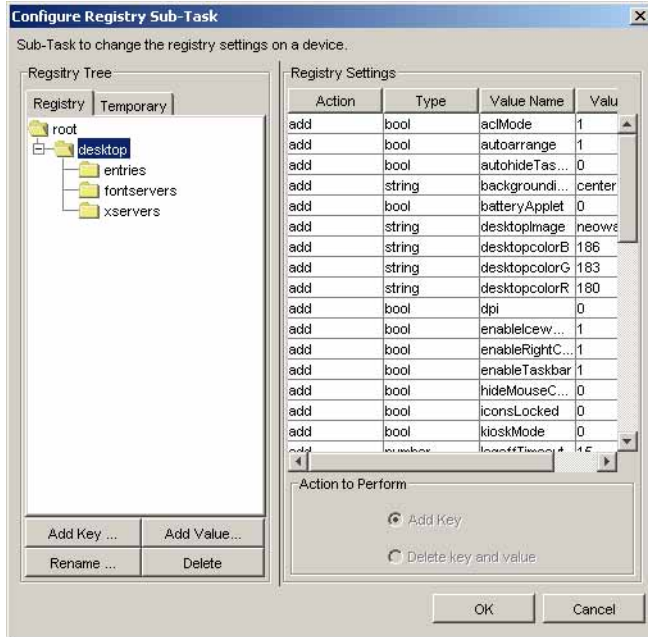 Configure Registry Sub-Task
Sub-Task to change the registry settings on a device.
Regsitry Tree
Registry Temporary
root
desktop
entries
fontservers
xservers
Add Key ... Add Value...
Rename ... Delete
Registry Settings
Action Type Value Name Valu
add bool aclMode 1
add bool autoarrange 1
add bool autohideTas... 0
add string backgroundi... center
add bool batteryApplet 0
add string desktopImage neowa
add string desktopcolorB 186
add string desktopcolorG 183
add string desktopcolorR 180
add bool dpi 0
add bool enableIcew... 1
add bool enableRightC... 1
add bool enableTaskbar 1
add bool hideMouseC... 0
add bool iconsLocked 0
add bool kioskMode 0
add number logoffTimeout 15
Action to Perform
Add Key
Delete key and value
OK Cancel